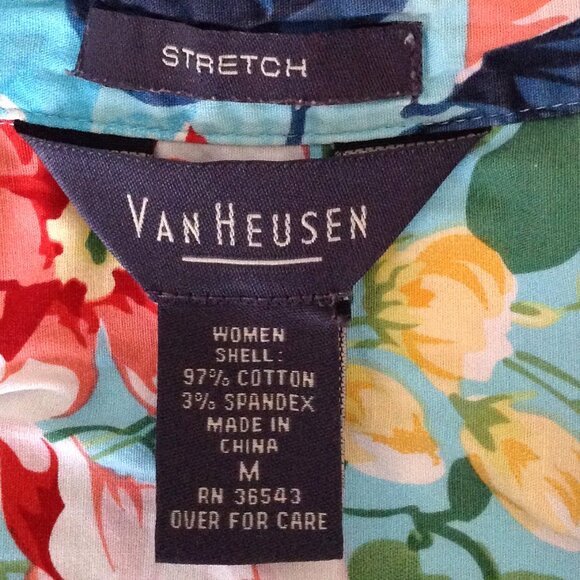 STRETCH
VAN HEUSEN
WOMEN
SHELL:
97% COTTON
3% SPANDEX
MADE IN
CHINA
M
RN 36543
OVER FOR CARE